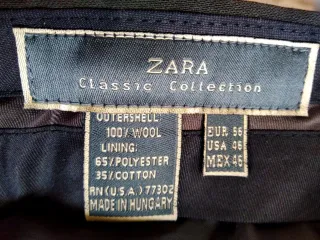 ZARA
Classic Collection
OUTERSHELL:
100% WOOL
LINING:
65% POLYESTER
35% COTTON
RN (U.S.A.) 77302
MADE IN HUNGARY
EUR 56
USA 46
MEX 46